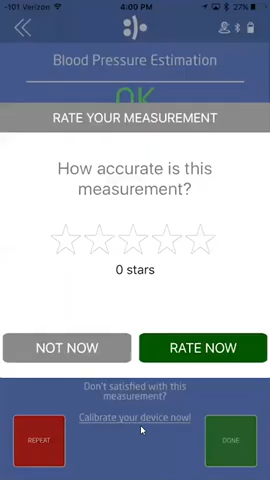 -101 Verizon 4:00 PM 27%
Blood Pressure Estimation
OK
RATE YOUR MEASUREMENT
How accurate is this
measurement?
0 stars
NOT NOW RATE NOW
Don't satisfied with this
measurement?
Calibrate your device now!
REPEAT DONE